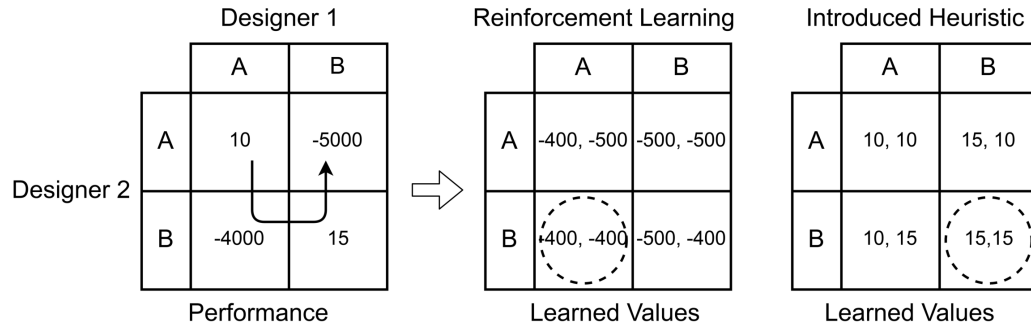 Designer 1
Reinforcement Learning
Introduced Heuristic
A B
A B
A B
A 10 -5000
A -400, -500 -500, -500
A 10, 10 15, 10
Designer 2
B -4000 15
B -400, -400 -500, -400
B 10, 15 15,15
Performance
Learned Values
Learned Values